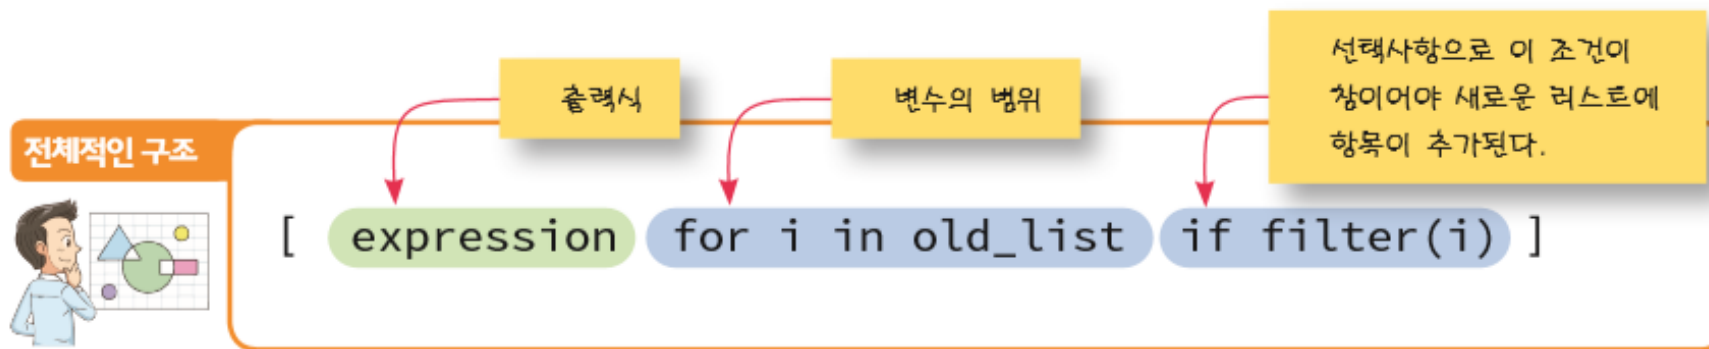 출력식
변수의 범위
선택사항으로 이 조건이
참이어야 새로운 리스트에
항목이 추가된다.
전체적인 구조
[ expression for i in old_list if filter(i) ]